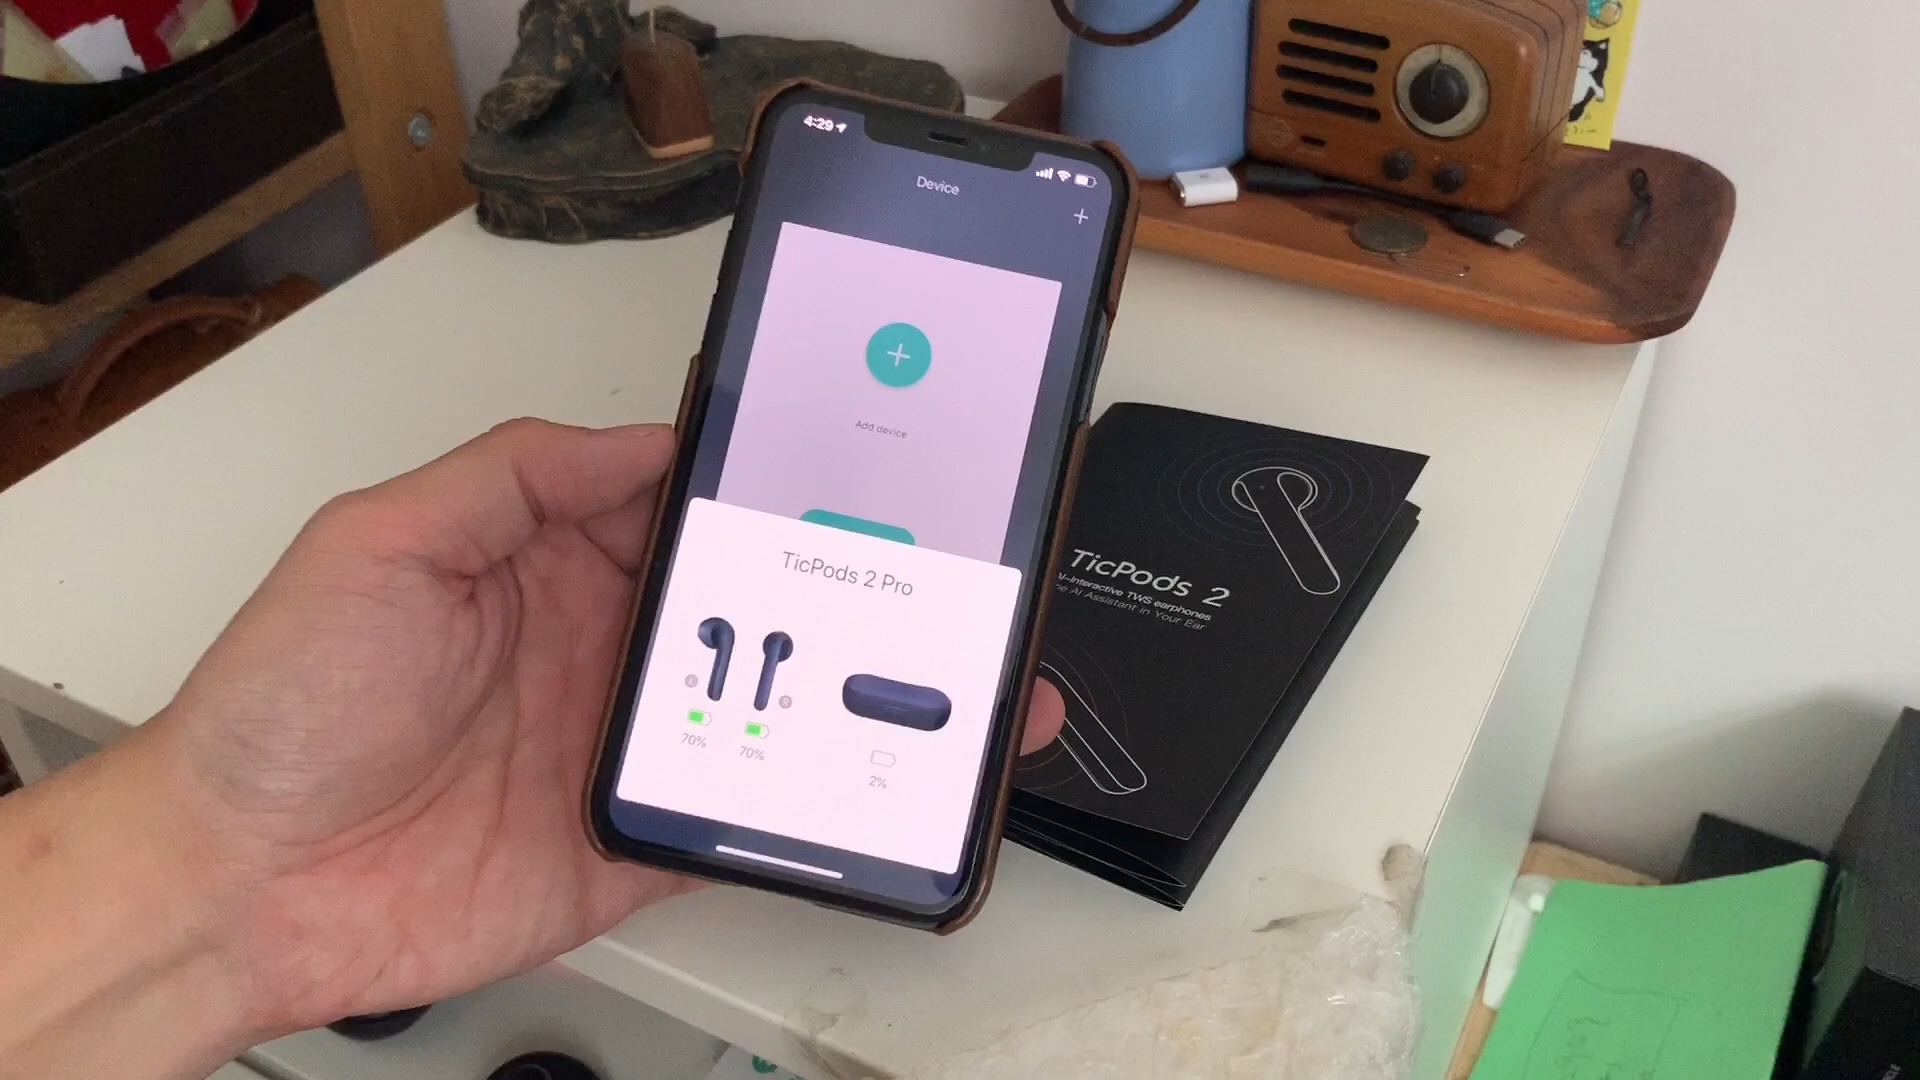 4:29
Device
+
+
Add device
TicPods 2 Pro
L
R
70%
70%
2%
TicPods 2
AI-Interactive TWS earphones
AI Assistant in Your Ear